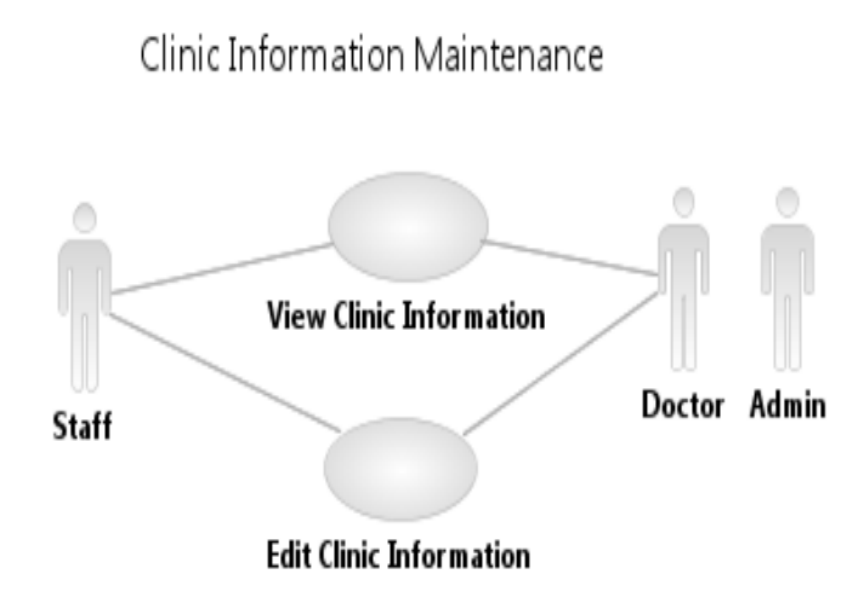 Clinic Information Maintenance
View Clinic Information
Staff
Doctor
Admin
Edit Clinic Information